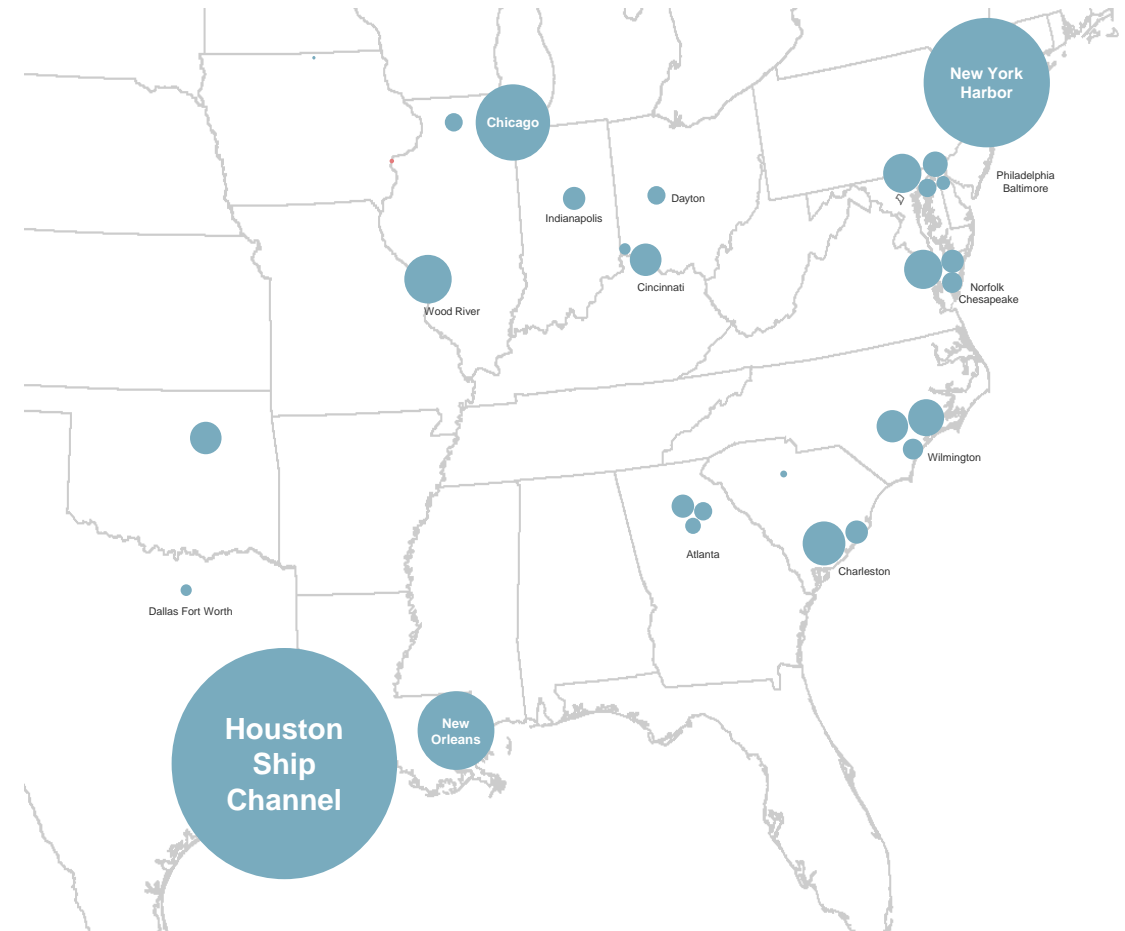 New York
Harbor
Chicago
Philadelphia
Baltimore
Dayton
Indianapolis
Cincinnati
Norfolk
Chesapeake
Wood River
Wilmington
Atlanta
Charleston
Dallas Fort Worth
New
Orleans
Houston
Ship
Channel